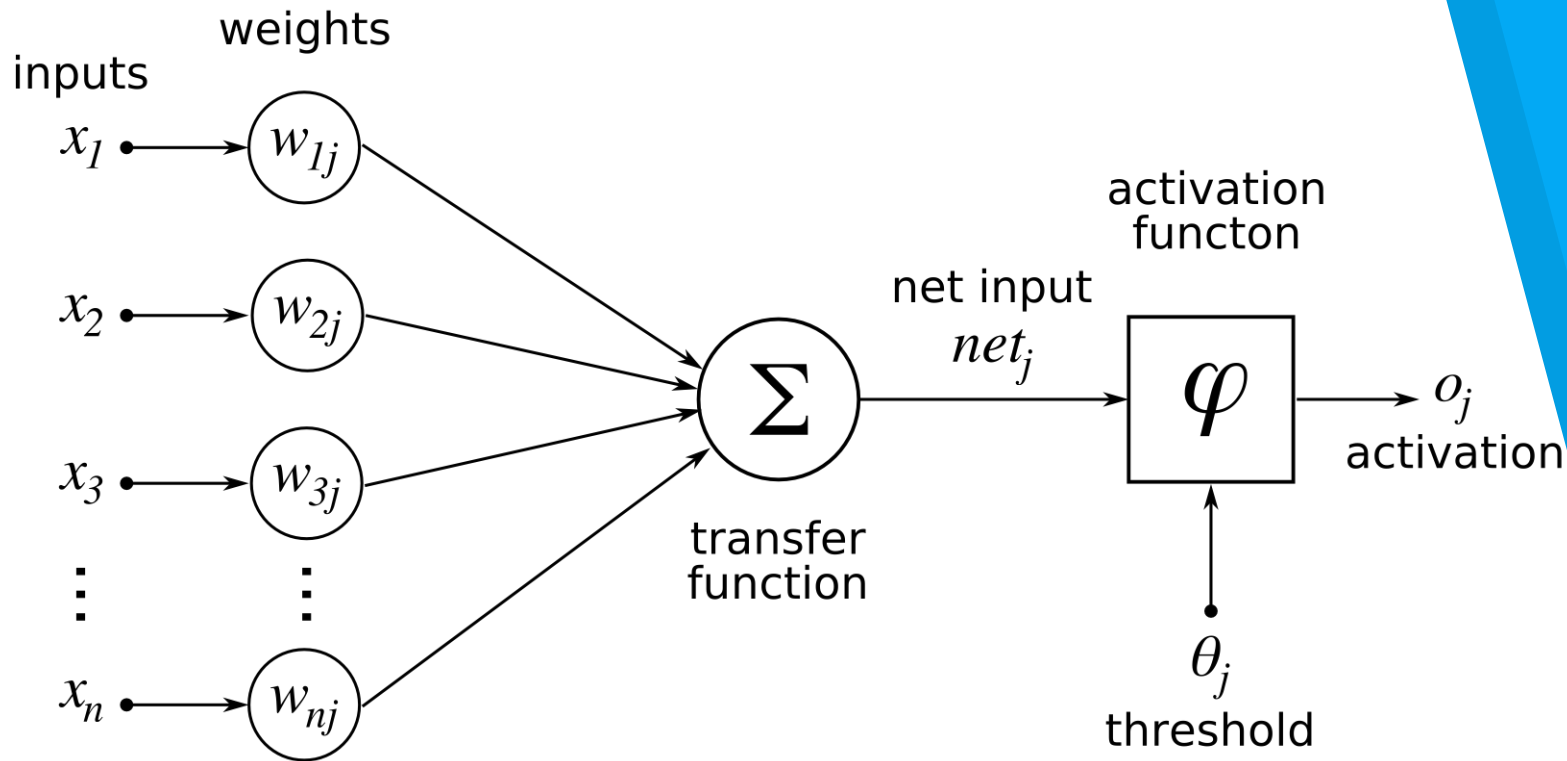 weights
inputs
x1
w1j
x2
w2j
x3
w3j
⋮
⋮
xn
wnj
Σ
transfer
function
net input
netj
activation
functon
φ
θj
threshold
oj
activation